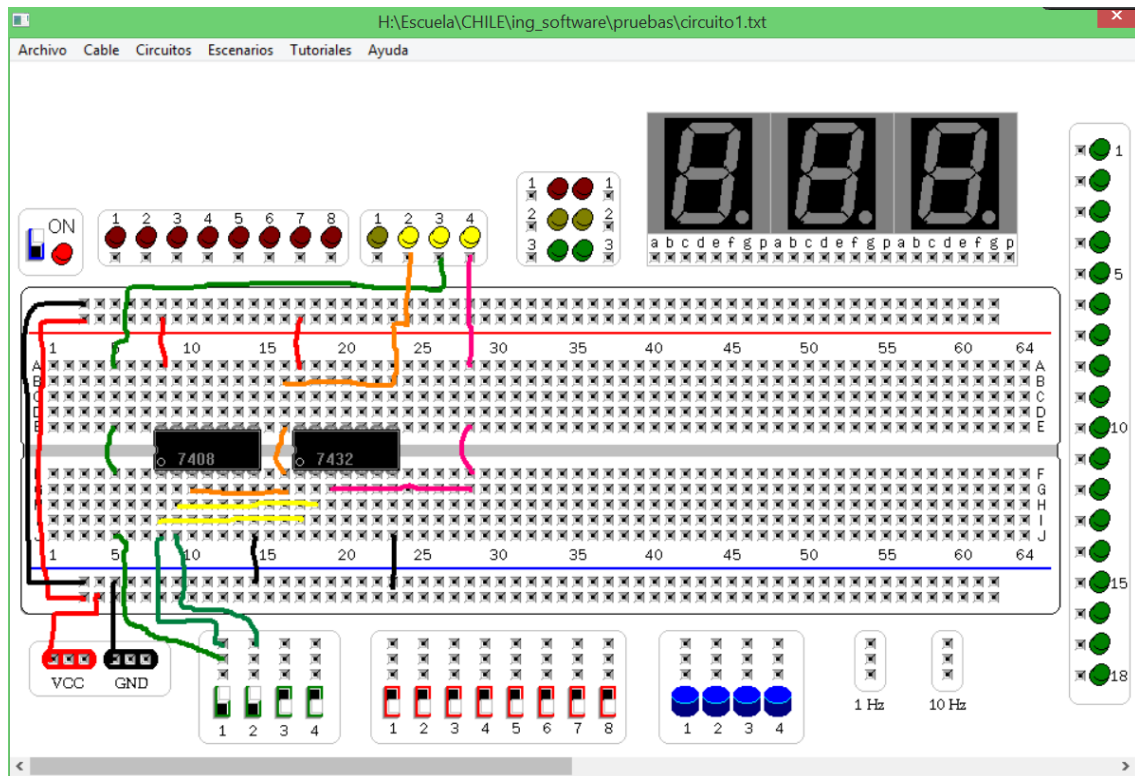 H:\Escuela\CHILE\ing_software\pruebas\circuito1.txt
Archivo Cable Circuitos Escenarios Tutoriales Ayuda
ON
1 2 3 4 5 6 7 8
1 2 3 4
1 1
2 2
3 3
a b c d e f g p a b c d e f g p a b c d e f g p
1
5
10
15
18
1 5 10 15 20 25 30 35 40 45 50 55 60 64
A A
B B
C C
D D
E E
7408 7432
F F
G G
H H
I I
J J
1 5 10 15 20 25 30 35 40 45 50 55 60 64
VCC GND
1 2 3 4
1 2 3 4 5 6 7 8
1 2 3 4
1 Hz 10 Hz